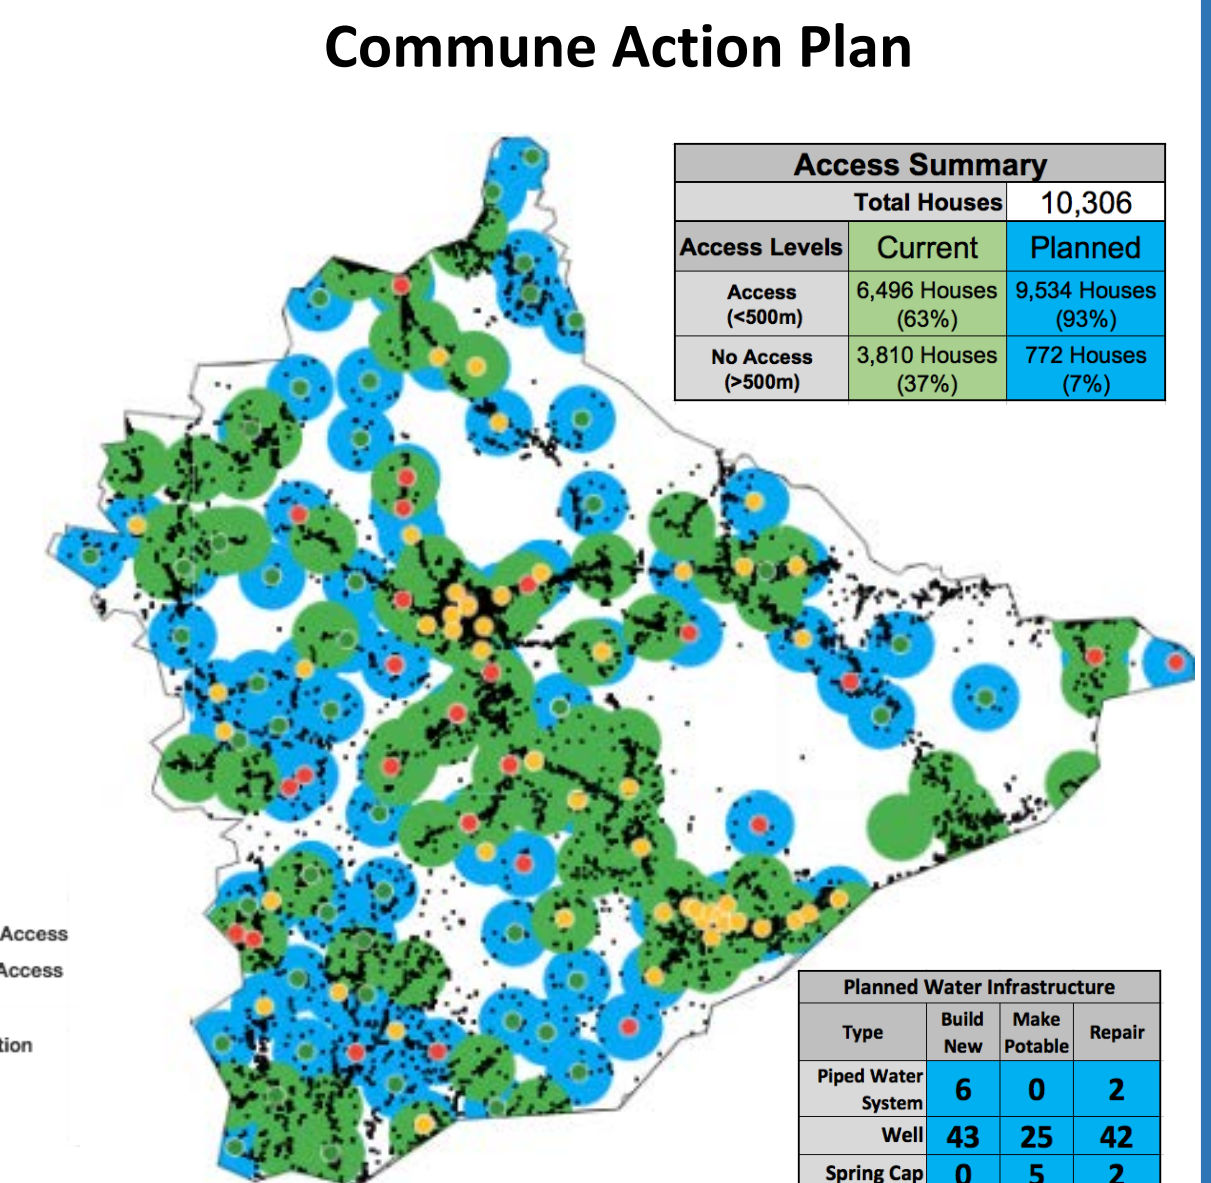 Commune Action Plan
Access Summary
Total Houses 10,306
Access Levels Current Planned
Access 6,496 Houses 9,534 Houses
(<500m) (63%) (93%)
No Access 3,810 Houses 772 Houses
(>500m) (37%) (7%)
Access
Access
tion
Planned Water Infrastructure
Type Build New Make Potable Repair
Piped Water System 6 0 2
Well 43 25 42
Spring Cap 0 5 2